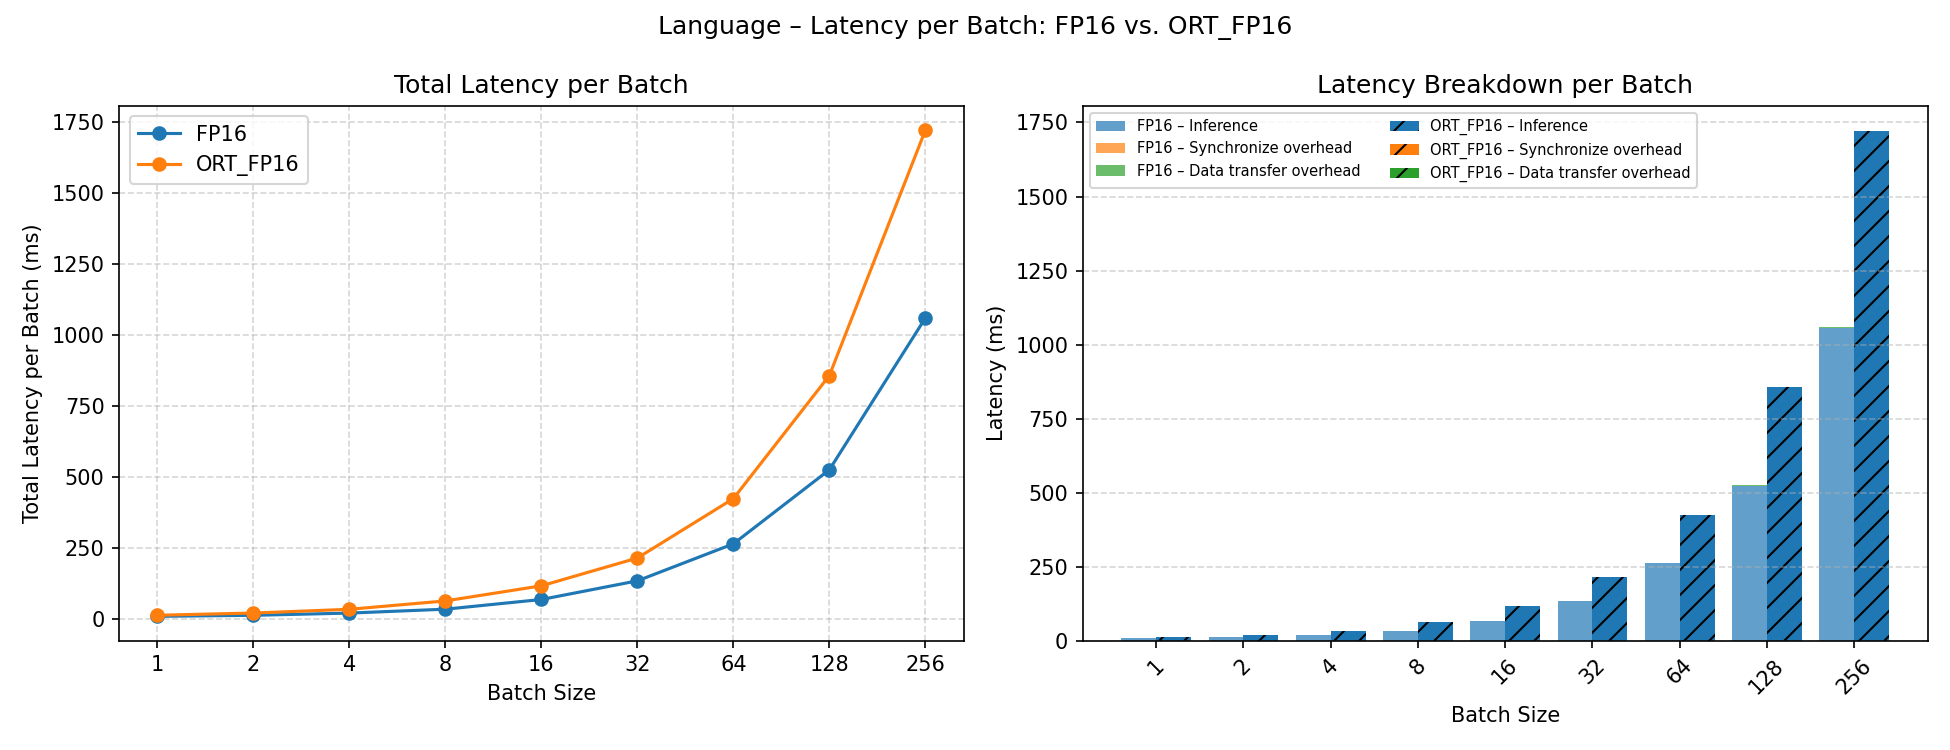 Language – Latency per Batch: FP16 vs. ORT_FP16
Total Latency per Batch
Total Latency per Batch (ms)
1750
1500
1250
1000
750
500
250
0
FP16
ORT_FP16
1 2 4 8 16 32 64 128 256
Batch Size
Latency Breakdown per Batch
Latency (ms)
1750
1500
1250
1000
750
500
250
0
FP16 – Inference
FP16 – Synchronize overhead
FP16 – Data transfer overhead
ORT_FP16 – Inference
ORT_FP16 – Synchronize overhead
ORT_FP16 – Data transfer overhead
1 2 4 8 16 32 64 128 256
Batch Size